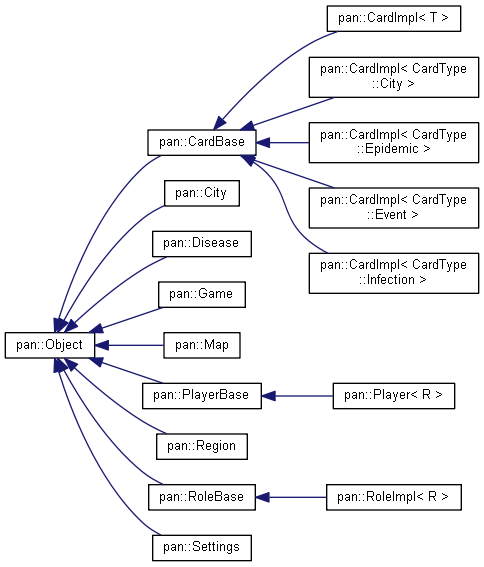 pan::CardImpl< T >
pan::CardImpl< CardType
::City >
pan::CardImpl< CardType
::Epidemic >
pan::CardBase
pan::CardImpl< CardType
::Event >
pan::City
pan::Disease
pan::CardImpl< CardType
::Infection >
pan::Game
pan::Object
pan::Map
pan::PlayerBase
pan::Player< R >
pan::Region
pan::RoleBase
pan::RoleImpl< R >
pan::Settings